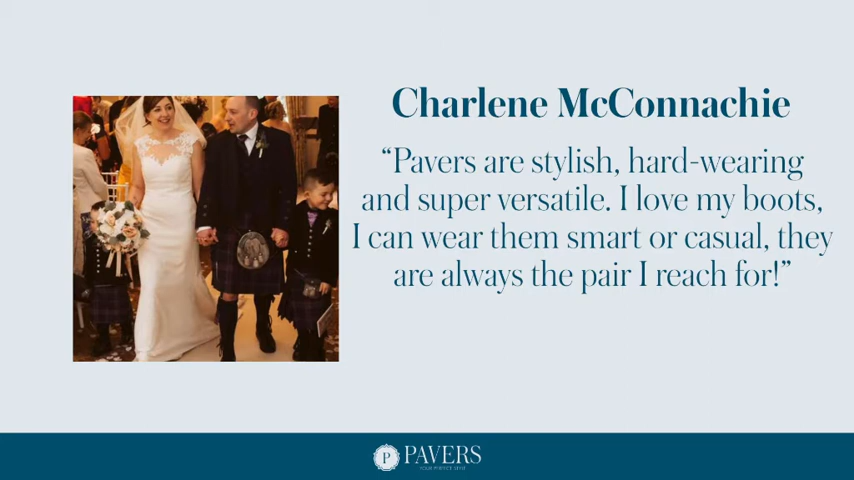 Charlene McConnachie
“Pavers are stylish, hard-wearing
and super versatile. I love my boots,
I can wear them smart or casual, they
are always the pair I reach for!”
P PAVERS